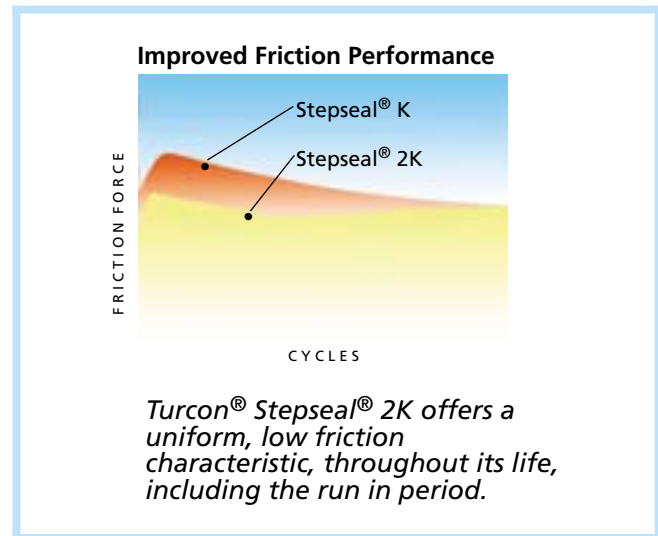 Improved Friction Performance
Stepseal® K
Stepseal® 2K
FRICTION FORCE
CYCLES
Turcon® Stepseal® 2K offers a
uniform, low friction
characteristic, throughout its life,
including the run in period.